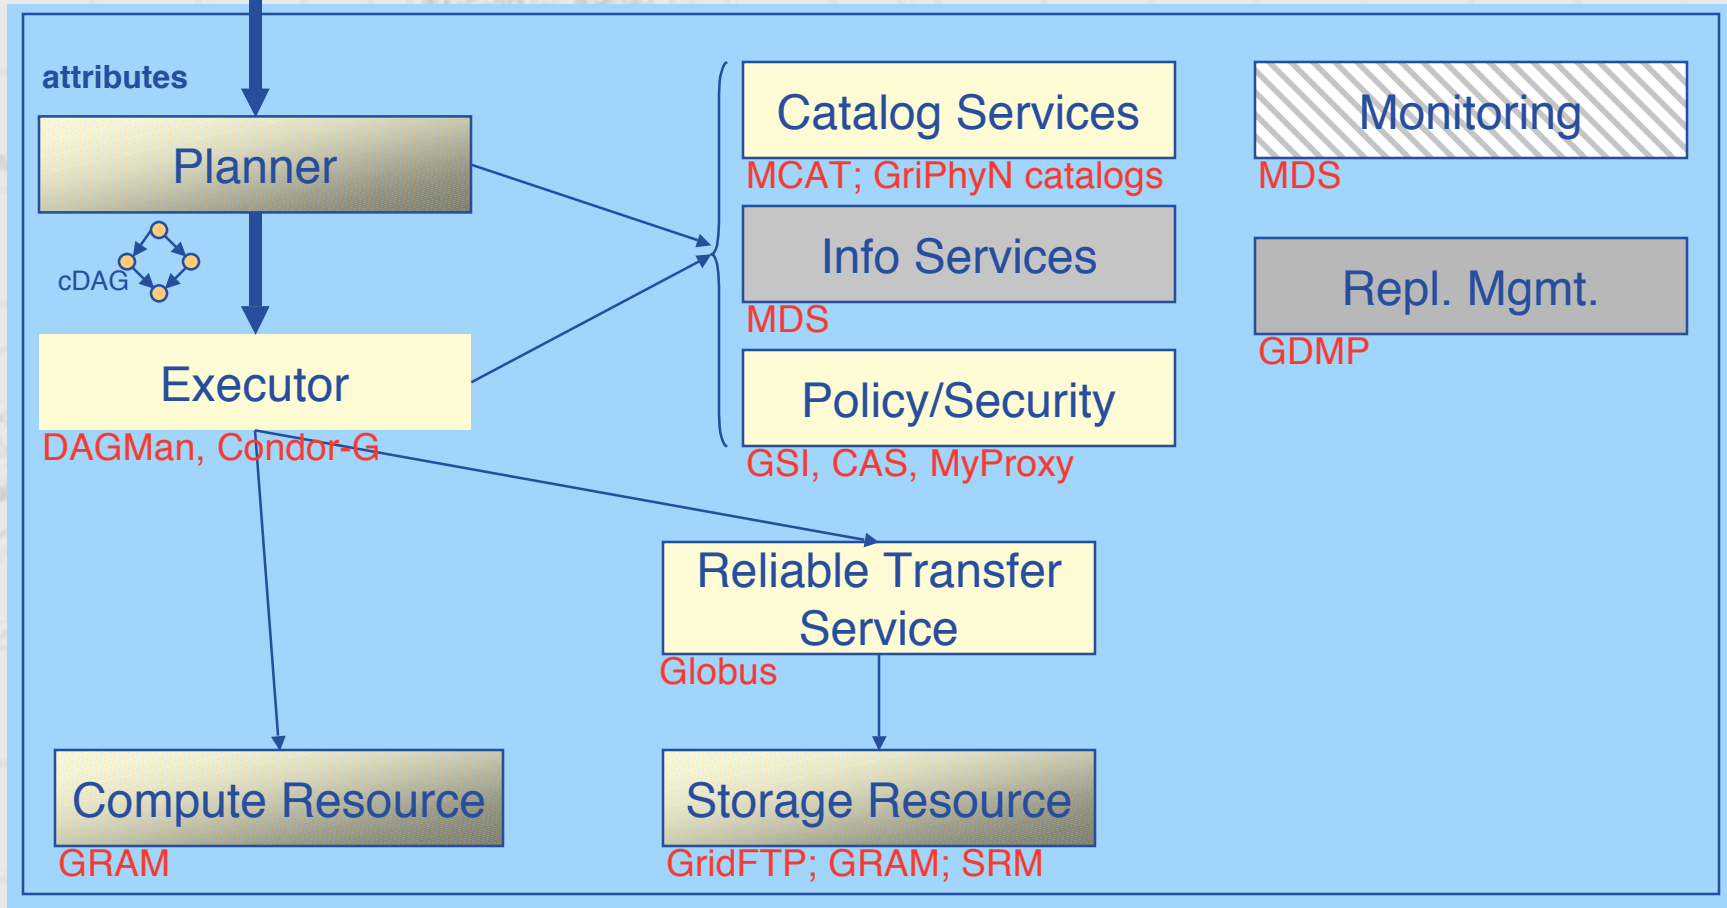 attributes
Planner
cDAG
Executor
DAGMan, Condor-G
Catalog Services
MCAT; GriPhyN catalogs
Info Services
MDS
Policy/Security
GSI, CAS, MyProxy
Monitoring
MDS
Repl. Mgmt.
GDMP
Reliable Transfer
Service
Globus
Compute Resource
GRAM
Storage Resource
GridFTP; GRAM; SRM